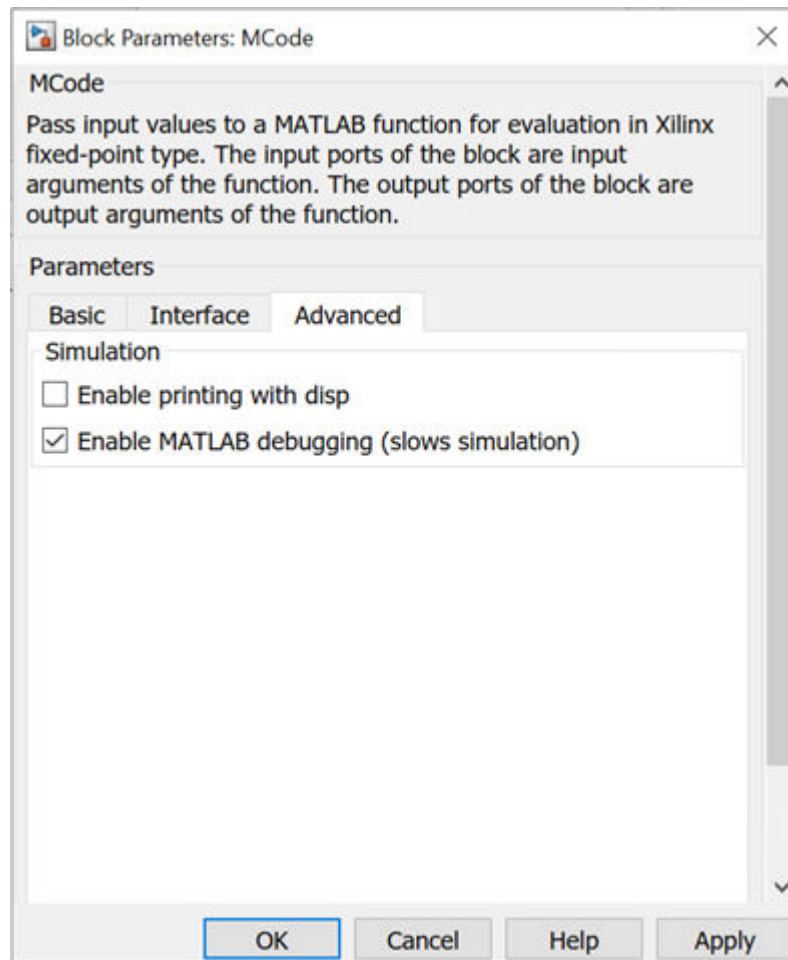 Block Parameters: MCode
MCode
Pass input values to a MATLAB function for evaluation in Xilinx
fixed-point type. The input ports of the block are input
arguments of the function. The output ports of the block are
output arguments of the function.
Parameters
Basic Interface Advanced
Simulation
Enable printing with disp
Enable MATLAB debugging (slows simulation)
OK Cancel Help Apply